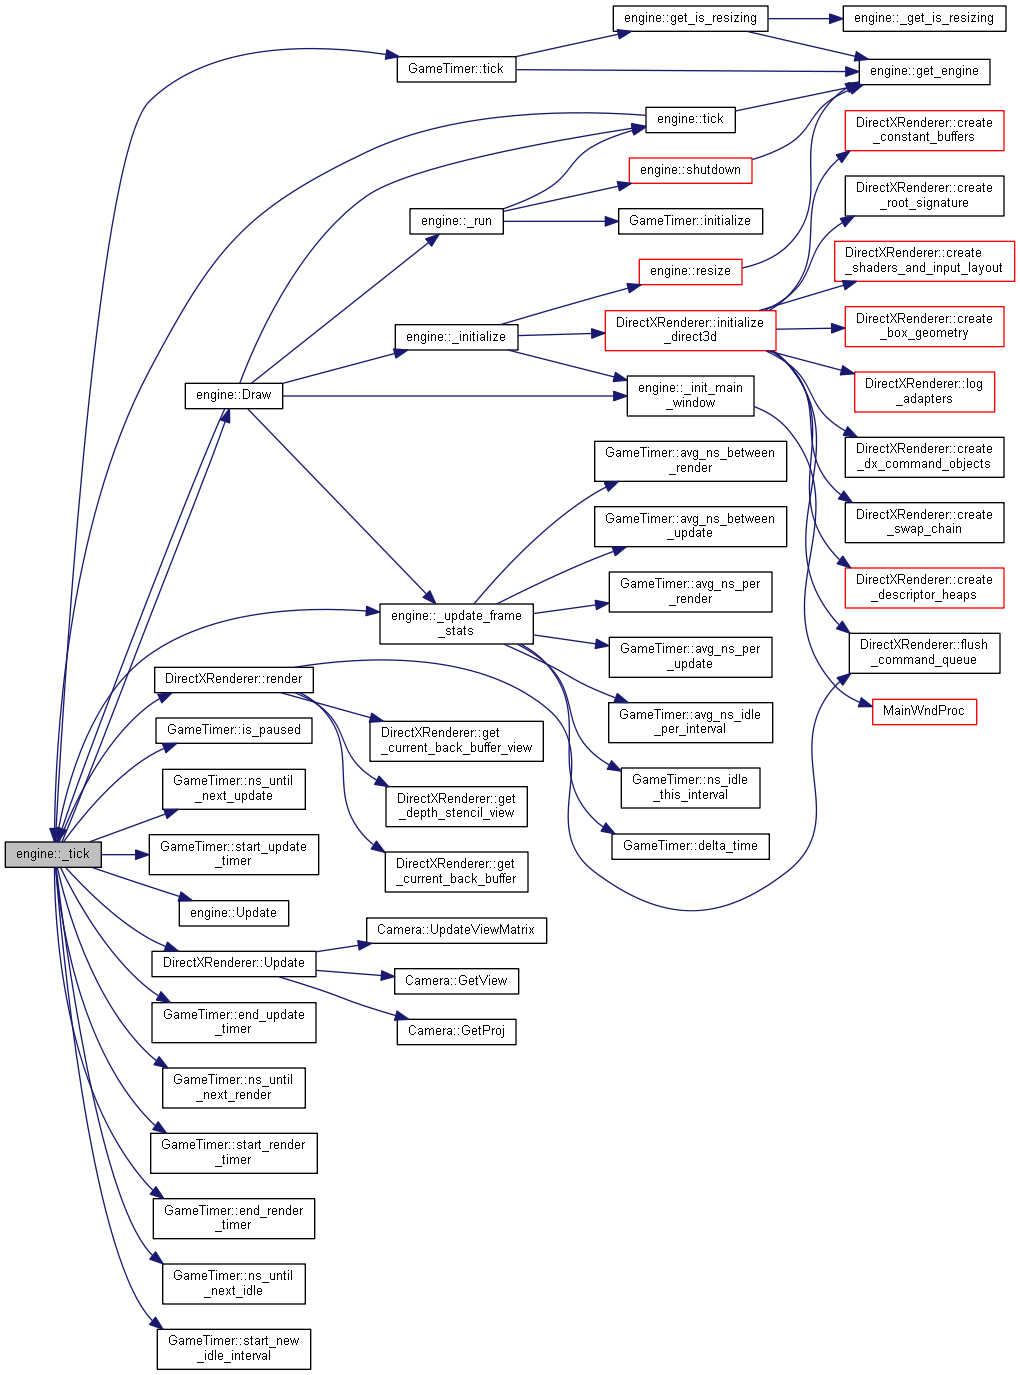 engine::get_is_resizing
engine::_get_is_resizing
GameTimer::tick
engine::get_engine
engine::tick
DirectXRenderer::create
_constant_buffers
engine::shutdown
DirectXRenderer::create
_root_signature
engine::_run
GameTimer::initialize
DirectXRenderer::create
_shaders_and_input_layout
engine::resize
DirectXRenderer::initialize
_direct3d
DirectXRenderer::create
_box_geometry
engine::_initialize
DirectXRenderer::log
_adapters
engine::Draw
engine::_init_main
_window
DirectXRenderer::create
_dx_command_objects
GameTimer::avg_ns_between
_render
DirectXRenderer::create
_swap_chain
GameTimer::avg_ns_between
_update
DirectXRenderer::create
_descriptor_heaps
GameTimer::avg_ns_per
_render
engine::_update_frame
_stats
GameTimer::avg_ns_per
_update
DirectXRenderer::flush
_command_queue
DirectXRenderer::render
GameTimer::avg_ns_idle
_per_interval
MainWndProc
GameTimer::is_paused
DirectXRenderer::get
_current_back_buffer_view
GameTimer::ns_until
_next_update
GameTimer::ns_idle
_this_interval
DirectXRenderer::get
_depth_stencil_view
engine::_tick
GameTimer::start_update
_timer
GameTimer::delta_time
DirectXRenderer::get
_current_back_buffer
engine::Update
Camera::UpdateViewMatrix
DirectXRenderer::Update
Camera::GetView
GameTimer::end_update
_timer
Camera::GetProj
GameTimer::ns_until
_next_render
GameTimer::start_render
_timer
GameTimer::end_render
_timer
GameTimer::ns_until
_next_idle
GameTimer::start_new
_idle_interval